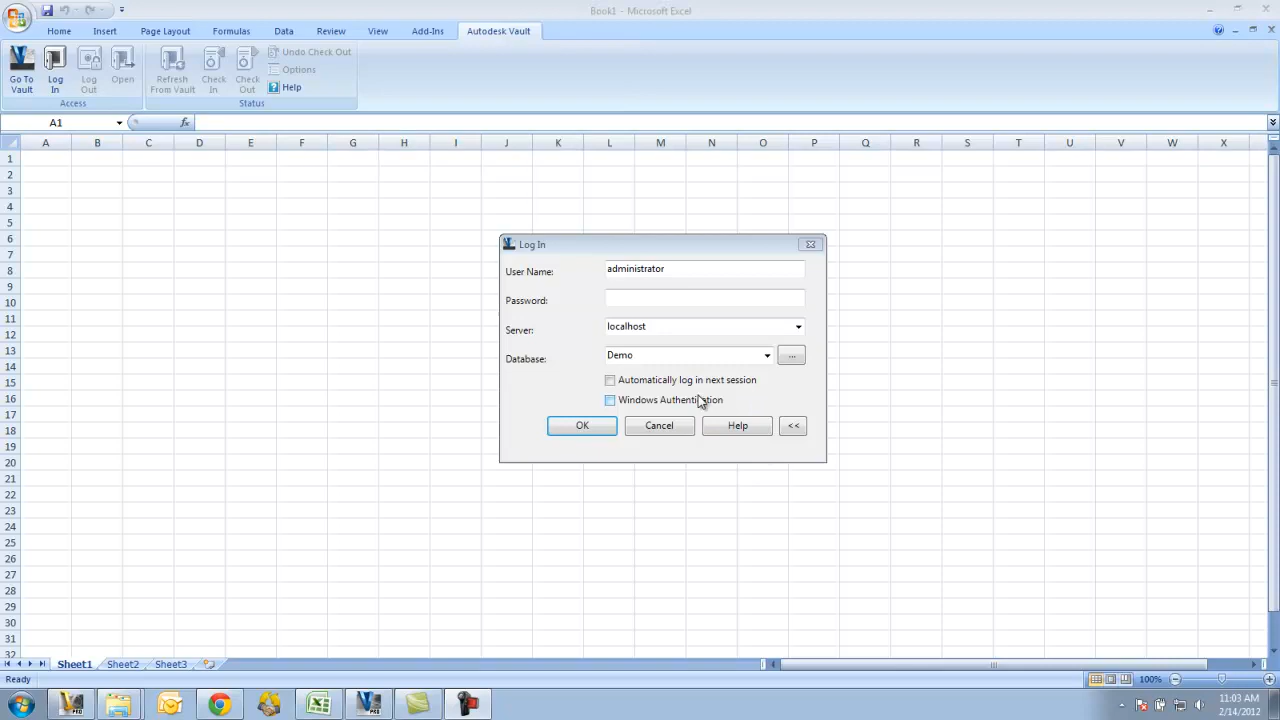 Book1 - Microsoft Excel
Home Insert Page Layout Formulas Data Review View Add-Ins Autodesk Vault
Go To Vault
Log In
Log Out
Open
Refresh From Vault
Check In
Check Out
Undo Check Out
Options
Help
Access Status
A1 fx
A B C D E F G H I J K L M N O P Q R S T U V W X
1
2
3
4
5
6
7
8
9
10
11
12
13
14
15
16
17
18
19
20
21
22
23
24
25
26
27
28
29
30
31
32
Log In
User Name: administrator
Password:
Server: localhost
Database: Demo ...
Automatically log in next session
Windows Authentication
OK Cancel Help <<
Sheet1 Sheet2 Sheet3
Ready 100%
PRO PRO
11:03 AM
2/14/2012